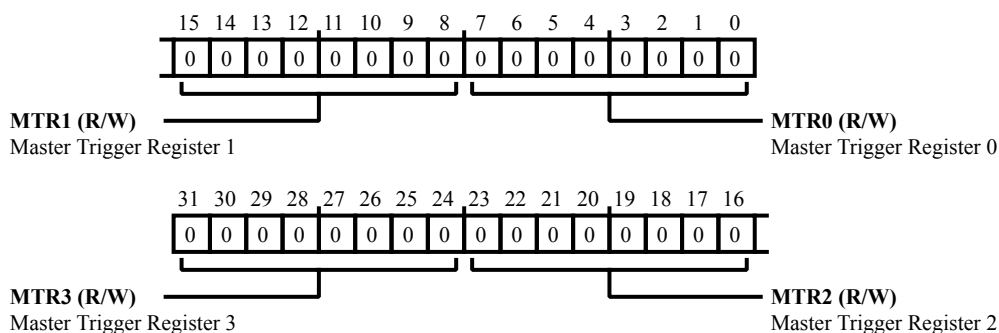 15 14 13 12 11 10 9 8 7 6 5 4 3 2 1 0
0 0 0 0 0 0 0 0 0 0 0 0 0 0 0 0
MTR1 (R/W) MTR0 (R/W)
Master Trigger Register 1 Master Trigger Register 0
31 30 29 28 27 26 25 24 23 22 21 20 19 18 17 16
0 0 0 0 0 0 0 0 0 0 0 0 0 0 0 0
MTR3 (R/W) MTR2 (R/W)
Master Trigger Register 3 Master Trigger Register 2